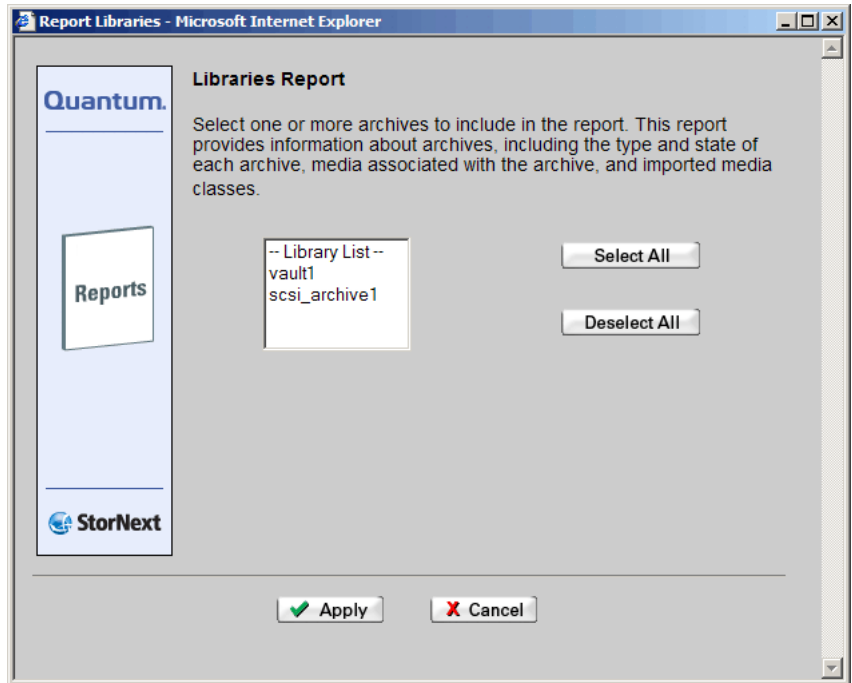 Report Libraries - Microsoft Internet Explorer
Quantum.
Libraries Report
Select one or more archives to include in the report. This report
provides information about archives, including the type and state of
each archive, media associated with the archive, and imported media
classes.
Reports
-- Library List --
vault1
scsi_archive1
Select All
Deselect All
StorNext
Apply
X Cancel